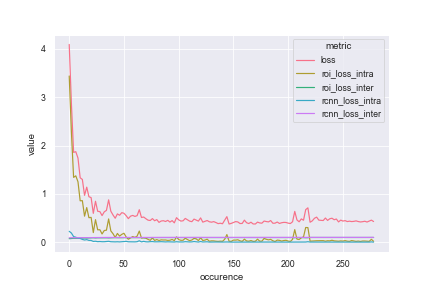 metric
loss
roi_loss_intra
roi_loss_inter
rcnn_loss_intra
rcnn_loss_inter
4
3
2
1
0
value
0 50 100 150 200 250
occurence